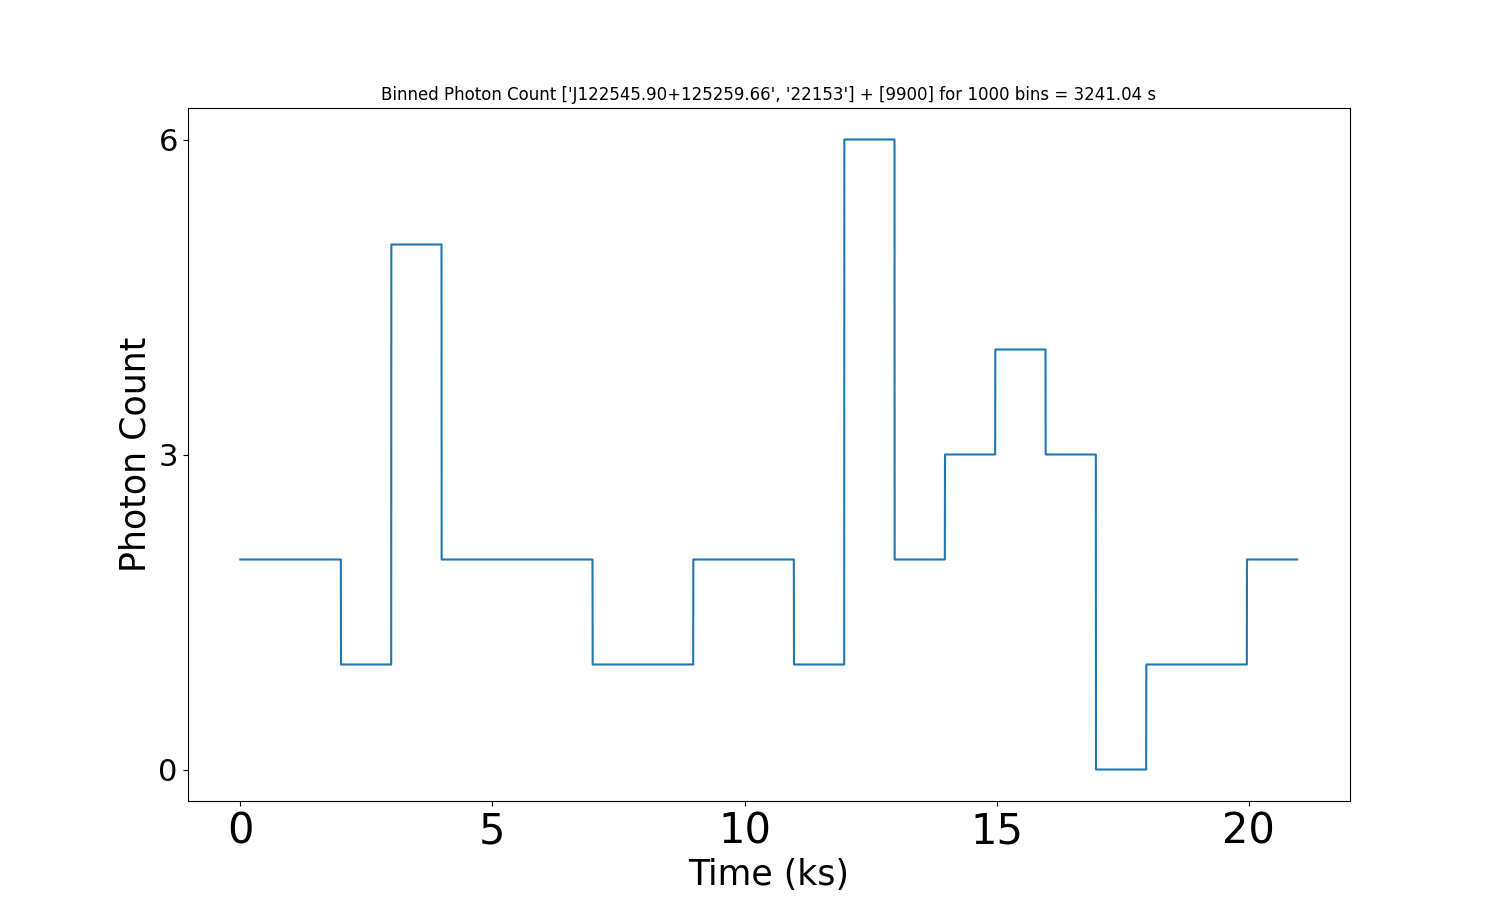 Binned Photon Count ['J122545.90+125259.66', '22153'] + [9900] for 1000 bins = 3241.04 s
6
3
0
Photon Count
0 5 10 15 20
Time (ks)